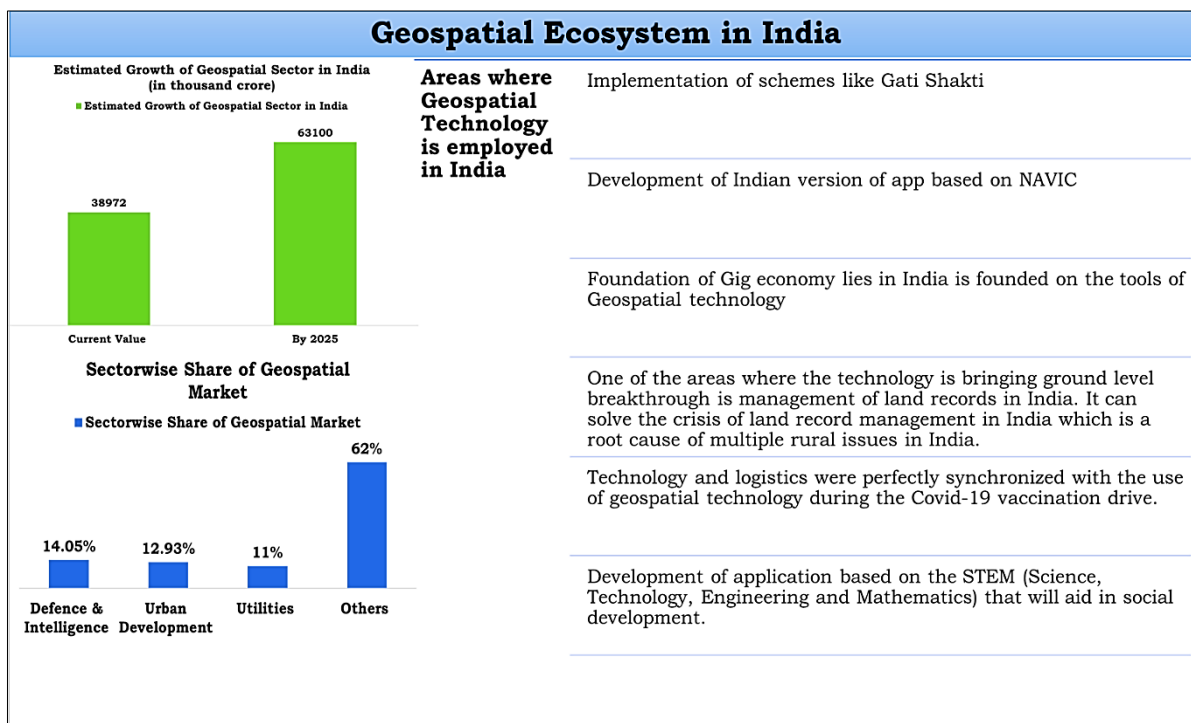 Geospatial Ecosystem in India
Estimated Growth of Geospatial Sector in India
(in thousand crore)
Estimated Growth of Geospatial Sector in India
63100
38972
Current Value
By 2025
Sectorwise Share of Geospatial
Market
Sectorwise Share of Geospatial Market
62%
14.05%
12.93%
11%
Defence &
Intelligence
Urban
Development
Utilities
Others
Areas where
Geospatial
Technology
is employed
in India
Implementation of schemes like Gati Shakti
Development of Indian version of app based on NAVIC
Foundation of Gig economy lies in India is founded on the tools of
Geospatial technology
One of the areas where the technology is bringing ground level
breakthrough is management of land records in India. It can
solve the crisis of land record management in India which is a
root cause of multiple rural issues in India.
Technology and logistics were perfectly synchronized with the use
of geospatial technology during the Covid-19 vaccination drive.
Development of application based on the STEM (Science,
Technology, Engineering and Mathematics) that will aid in social
development.